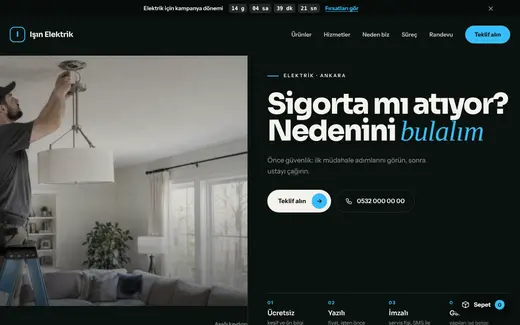 Elektrik için kampanya dönemi 14 g 04 sa 39 dk 21 sn Fırsatları gör
Işın Elektrik
Ürünler Hizmetler Neden biz Süreç Randevu Teklif alın
ELEKTRİK · ANKARA
Sigorta mı atıyor?
Nedenini bulalım
Önce güvenlik: ilk müdahale adımlarını görün, sonra
ustayı çağırın.
Teklif alın
0532 000 00 00
01 02 03
Ücretsiz Yazılı İmzalı
Sepet 0